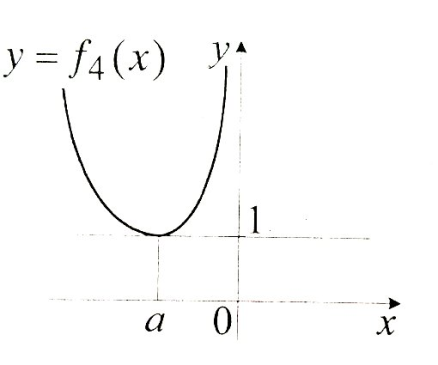 y = f₄(x)
y
1
a 0 x